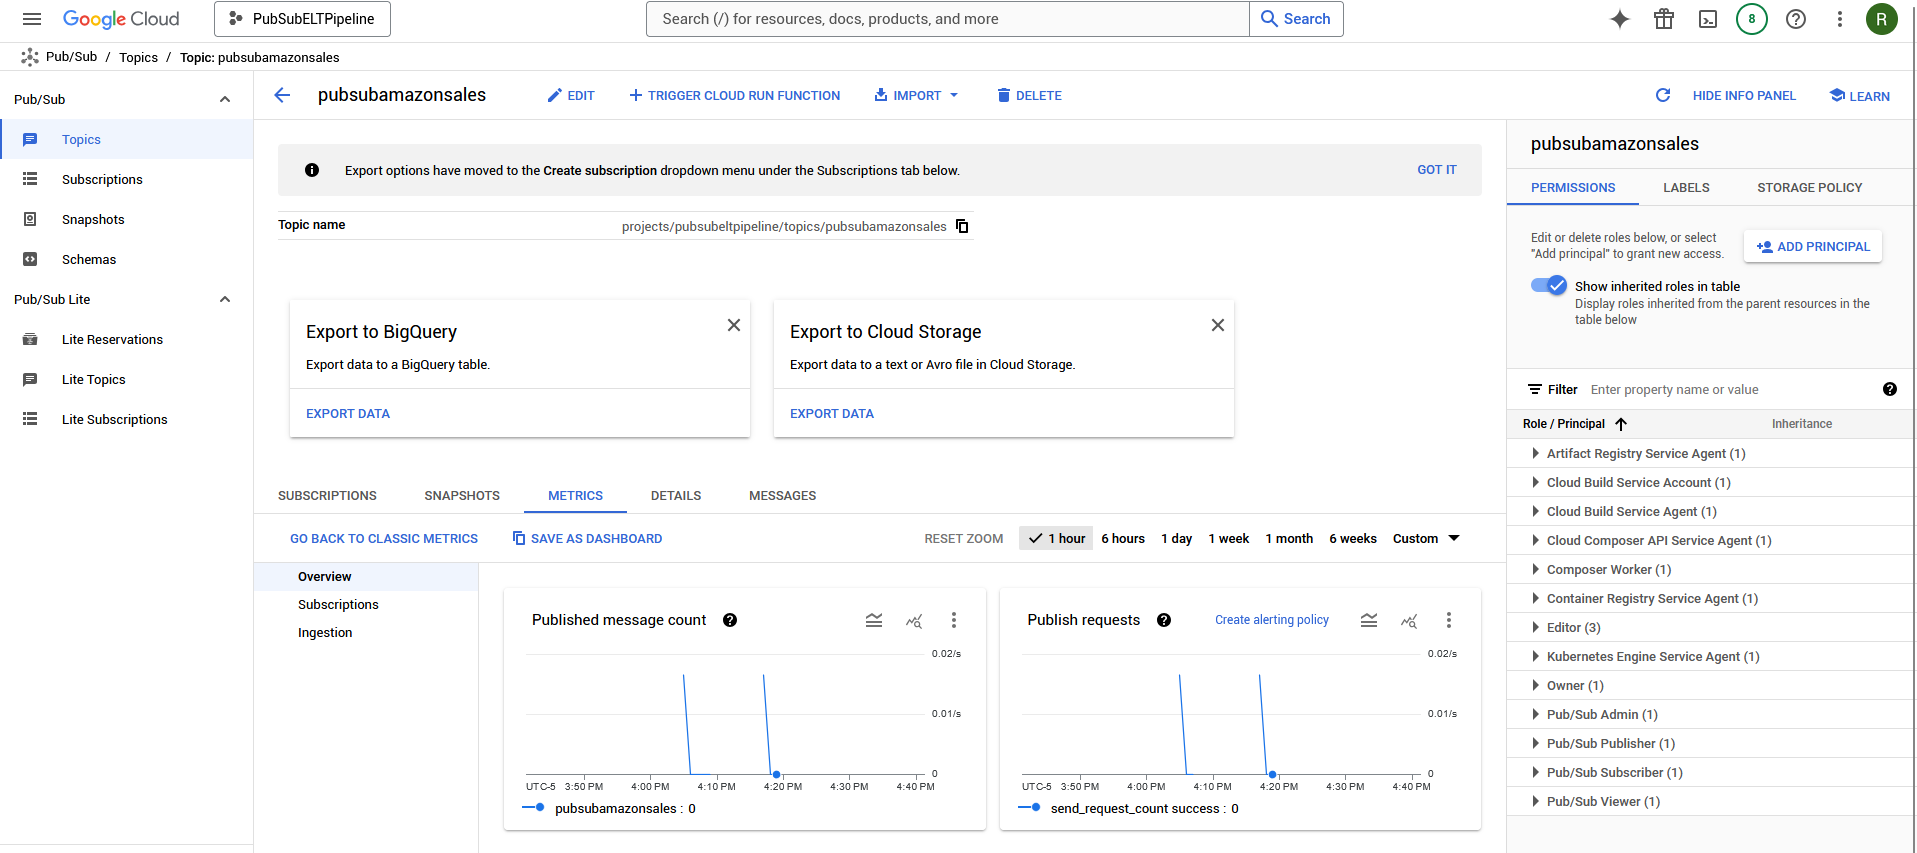 Google Cloud
PubSubELTPipeline
Search (/) for resources, docs, products, and more
Search
8
R
Pub/Sub / Topics / Topic: pubsubamazonsales
Pub/Sub
Topics
Subscriptions
Snapshots
Schemas
Pub/Sub Lite
Lite Reservations
Lite Topics
Lite Subscriptions
pubsubamazonsales
EDIT
TRIGGER CLOUD RUN FUNCTION
IMPORT
DELETE
HIDE INFO PANEL
LEARN
Export options have moved to the Create subscription dropdown menu under the Subscriptions tab below.
GOT IT
Topic name
projects/pubsubeltpipeline/topics/pubsubamazonsales
Export to BigQuery
Export data to a BigQuery table.
EXPORT DATA
Export to Cloud Storage
Export data to a text or Avro file in Cloud Storage.
EXPORT DATA
SUBSCRIPTIONS
SNAPSHOTS
METRICS
DETAILS
MESSAGES
GO BACK TO CLASSIC METRICS
SAVE AS DASHBOARD
RESET ZOOM
1 hour
6 hours
1 day
1 week
1 month
6 weeks
Custom
Overview
Subscriptions
Ingestion
Published message count
0.02/s
0.01/s
0
UTC-5 3:50 PM 4:00 PM 4:10 PM 4:20 PM 4:30 PM 4:40 PM
pubsubamazonsales : 0
Publish requests
Create alerting policy
0.02/s
0.01/s
0
UTC-5 3:50 PM 4:00 PM 4:10 PM 4:20 PM 4:30 PM 4:40 PM
send_request_count success : 0
pubsubamazonsales
PERMISSIONS
LABELS
STORAGE POLICY
Edit or delete roles below, or select
"Add principal" to grant new access.
ADD PRINCIPAL
Show inherited roles in table
Display roles inherited from the parent resources in the
table below
Filter
Enter property name or value
Role / Principal
Inheritance
Artifact Registry Service Agent (1)
Cloud Build Service Account (1)
Cloud Build Service Agent (1)
Cloud Composer API Service Agent (1)
Composer Worker (1)
Container Registry Service Agent (1)
Editor (3)
Kubernetes Engine Service Agent (1)
Owner (1)
Pub/Sub Admin (1)
Pub/Sub Publisher (1)
Pub/Sub Subscriber (1)
Pub/Sub Viewer (1)